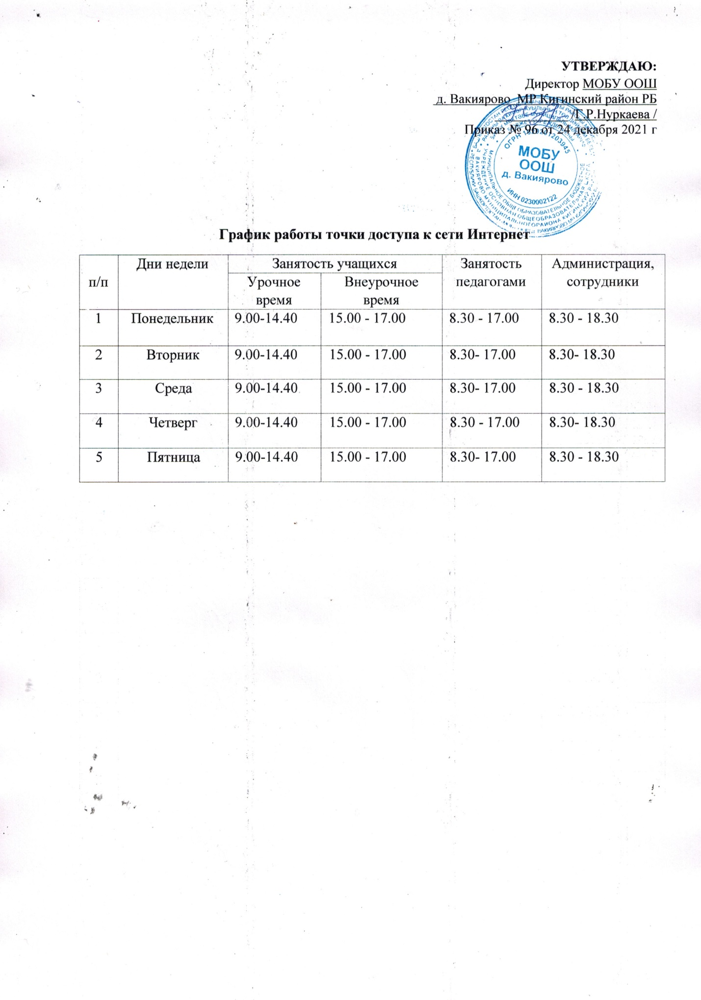 УТВЕРЖДАЮ:
Директор МОБУ ООШ
д. Вакиярово МР Кигинский район РБ
/Г.Р.Нуркаева /
Приказ № 96 от 24 декабря 2021 г
МОБУ
ООШ
д. Вакиярово
ИНН 0230002122
График работы точки доступа к сети Интернет
п/п Дни недели Занятость учащихся Занятость педагогами Администрация, сотрудники
Урочное время Внеурочное время
1 Понедельник 9.00-14.40 15.00 - 17.00 8.30 - 17.00 8.30 - 18.30
2 Вторник 9.00-14.40 15.00 - 17.00 8.30- 17.00 8.30- 18.30
3 Среда 9.00-14.40 15.00 - 17.00 8.30- 17.00 8.30 - 18.30
4 Четверг 9.00-14.40 15.00 - 17.00 8.30 - 17.00 8.30- 18.30
5 Пятница 9.00-14.40 15.00 - 17.00 8.30- 17.00 8.30 - 18.30